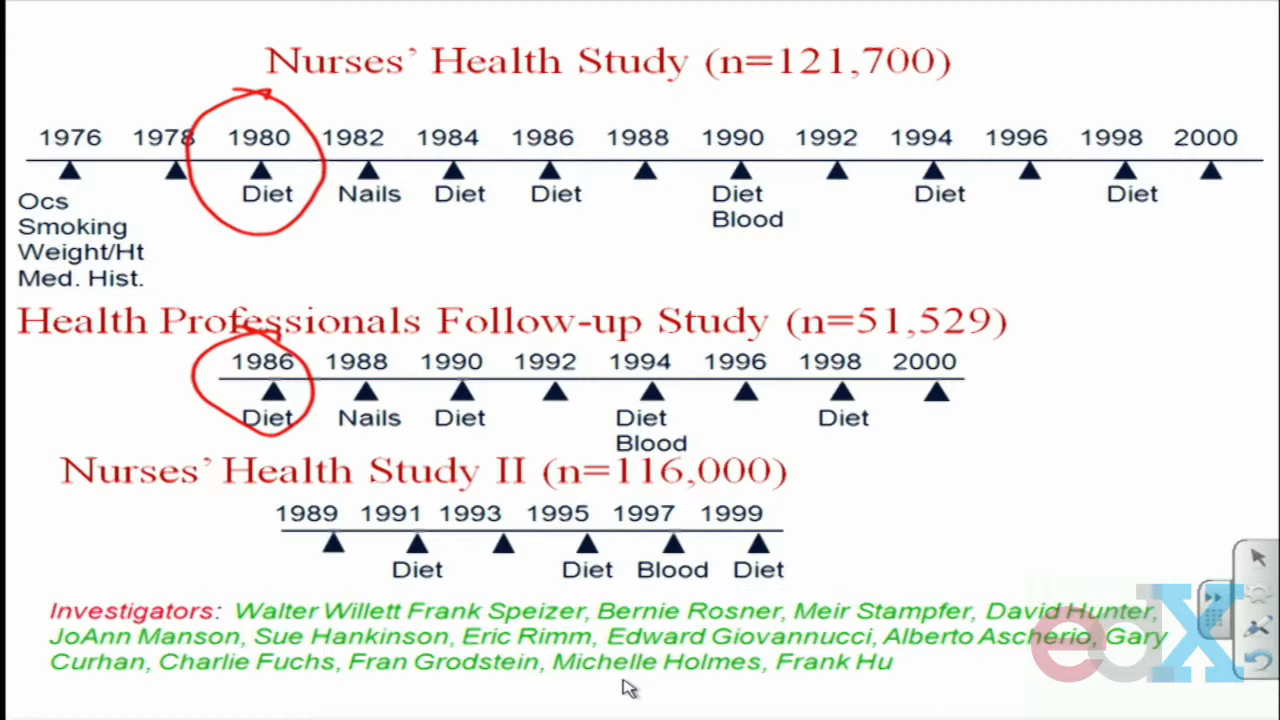 Nurses’ Health Study (n=121,700)
1976 1978 1980 1982 1984 1986 1988 1990 1992 1994 1996 1998 2000
Diet Nails Diet Diet Diet Diet Diet
Ocs
Blood
Smoking
Weight/Ht
Med. Hist.
Health Professionals Follow-up Study (n=51,529)
1986 1988 1990 1992 1994 1996 1998 2000
Diet Nails Diet Diet Diet
Blood
Nurses’ Health Study II (n=116,000)
1989 1991 1993 1995 1997 1999
Diet Diet Blood Diet
Investigators: Walter Willett Frank Speizer, Bernie Rosner, Meir Stampfer, David Hunter,
JoAnn Manson, Sue Hankinson, Eric Rimm, Edward Giovannucci, Alberto Ascherio, Gary
Curhan, Charlie Fuchs, Fran Grodstein, Michelle Holmes, Frank Hu
edX